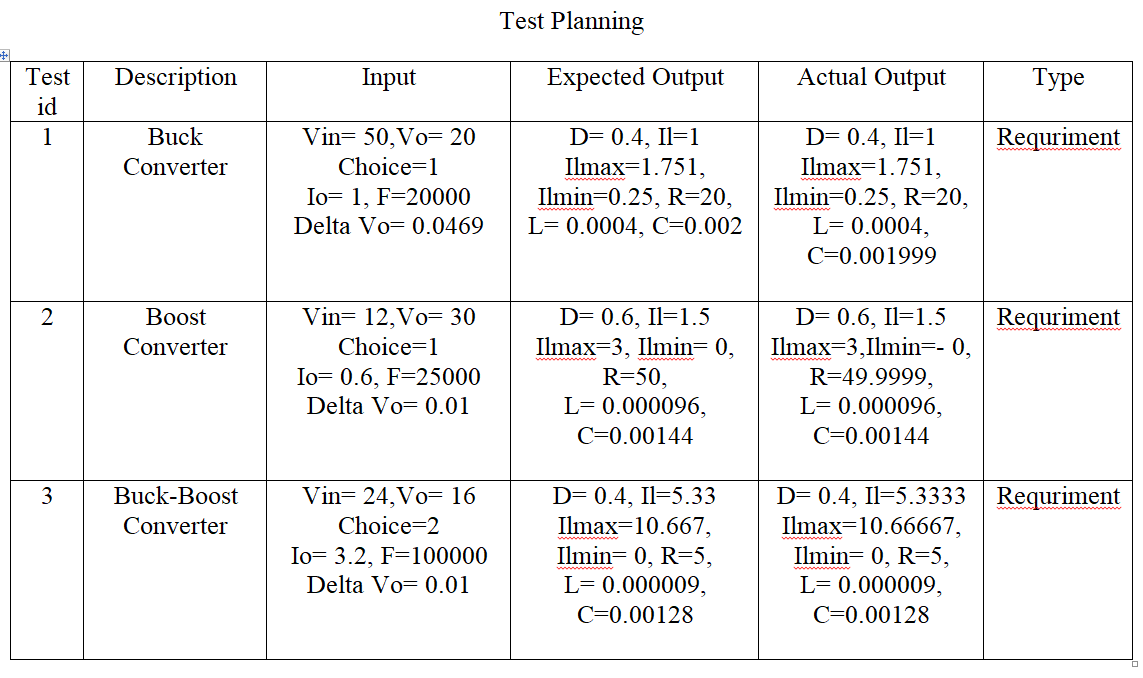 Test Planning
Test id
Description
Input
Expected Output
Actual Output
Type
1
Buck
Converter
Vin= 50,Vo= 20
Choice=1
Io= 1, F=20000
Delta Vo= 0.0469
D= 0.4, Il=1
Ilmax=1.751,
Ilmin=0.25, R=20,
L= 0.0004, C=0.002
D= 0.4, Il=1
Ilmax=1.751,
Ilmin=0.25, R=20,
L= 0.0004,
C=0.001999
Requriment
2
Boost
Converter
Vin= 12,Vo= 30
Choice=1
Io= 0.6, F=25000
Delta Vo= 0.01
D= 0.6, Il=1.5
Ilmax=3, Ilmin= 0,
R=50,
L= 0.000096,
C=0.00144
D= 0.6, Il=1.5
Ilmax=3,Ilmin=- 0,
R=49.9999,
L= 0.000096,
C=0.00144
Requriment
3
Buck-Boost
Converter
Vin= 24,Vo= 16
Choice=2
Io= 3.2, F=100000
Delta Vo= 0.01
D= 0.4, Il=5.33
Ilmax=10.667,
Ilmin= 0, R=5,
L= 0.000009,
C=0.00128
D= 0.4, Il=5.3333
Ilmax=10.66667,
Ilmin= 0, R=5,
L= 0.000009,
C=0.00128
Requriment